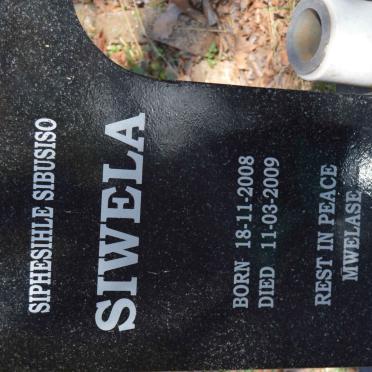 SIPHESIHLE SIBUSISO
SIWELA
BORN 18-11-2008
DIED 11-03-2009
REST IN PEACE
MWELASE